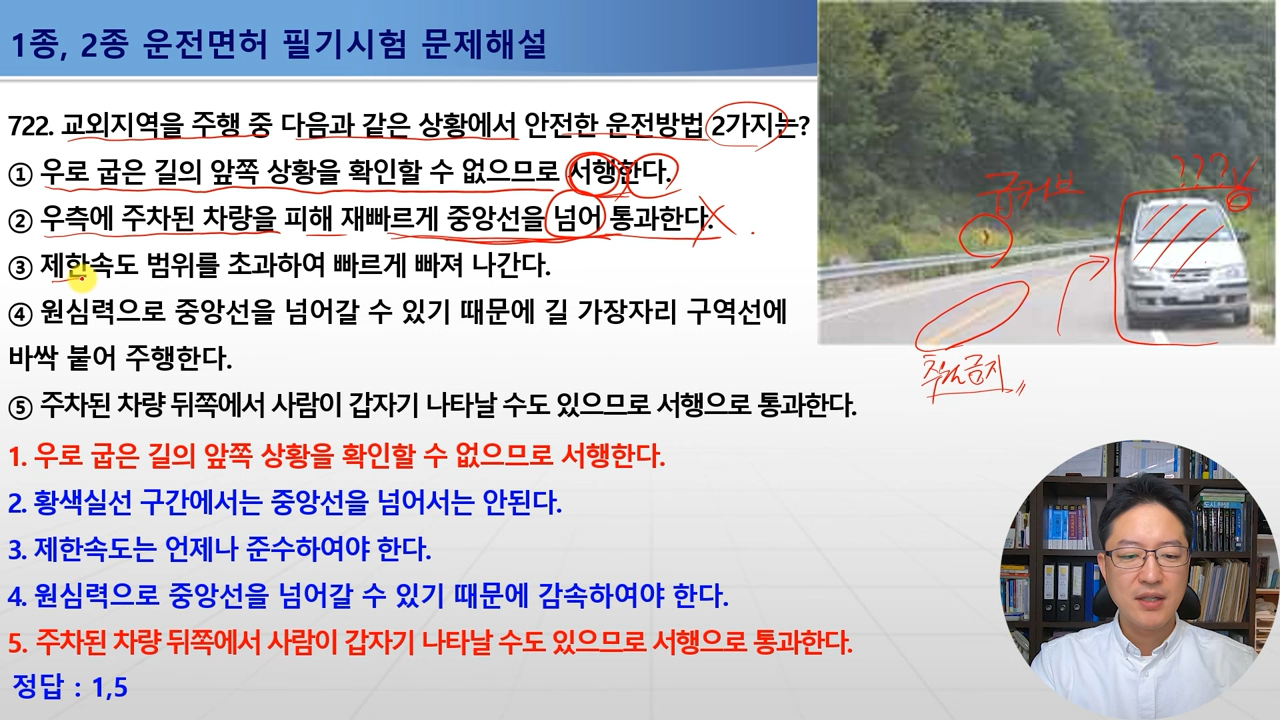 1종, 2종 운전면허 필기시험 문제해설
722. 교외지역을 주행 중 다음과 같은 상황에서 안전한 운전방법 2가지는?
① 우로 굽은 길의 앞쪽 상황을 확인할 수 없으므로 서행한다.
② 우측에 주차된 차량을 피해 재빠르게 중앙선을 넘어 통과한다.
③ 제한속도 범위를 초과하여 빠르게 빠져 나간다.
④ 원심력으로 중앙선을 넘어갈 수 있기 때문에 길 가장자리 구역선에
바싹 붙어 주행한다.
⑤ 주차된 차량 뒤쪽에서 사람이 갑자기 나타날 수도 있으므로 서행으로 통과한다.
1. 우로 굽은 길의 앞쪽 상황을 확인할 수 없으므로 서행한다.
2. 황색실선 구간에서는 중앙선을 넘어서는 안된다.
3. 제한속도는 언제나 준수하여야 한다.
4. 원심력으로 중앙선을 넘어갈 수 있기 때문에 감속하여야 한다.
5. 주차된 차량 뒤쪽에서 사람이 갑자기 나타날 수도 있으므로 서행으로 통과한다.
정답 : 1,5
???
급커브
추월금지